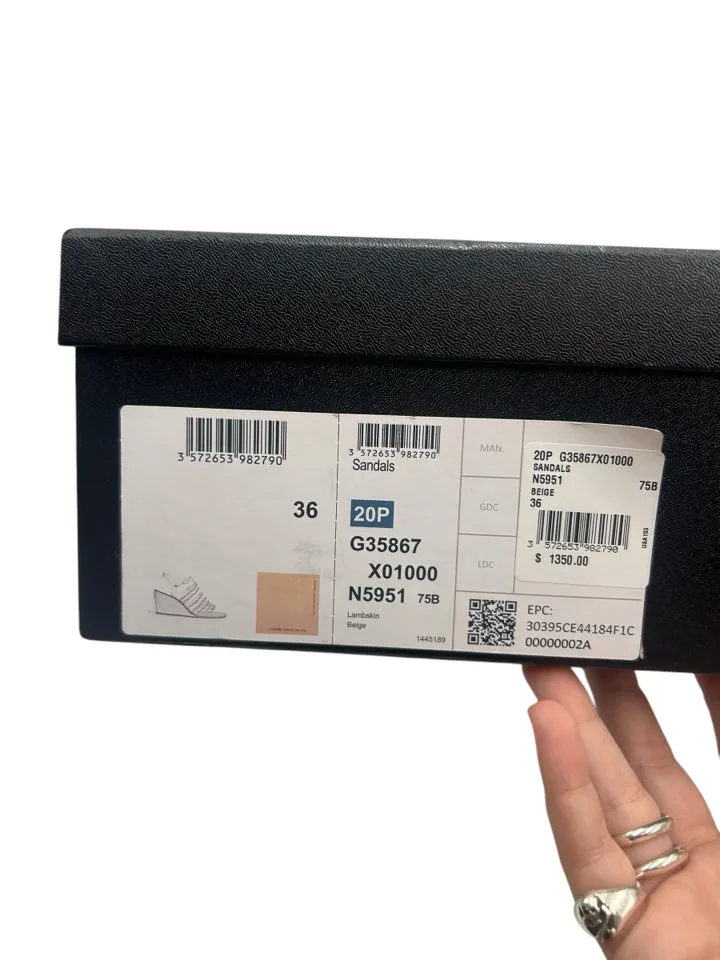 3 572653 982790
36
3 572653 982790
Sandals
20P
G35867
X01000
N5951 75B
Lambskin
Beige
1445189
MAN.
GDC
LDC
20P G35867X01000
SANDALS
N5951 75B
BEIGE
36
3 572653 982790
USA193
$ 1350.00
EPC:
30395CE44184F1C
00000002A